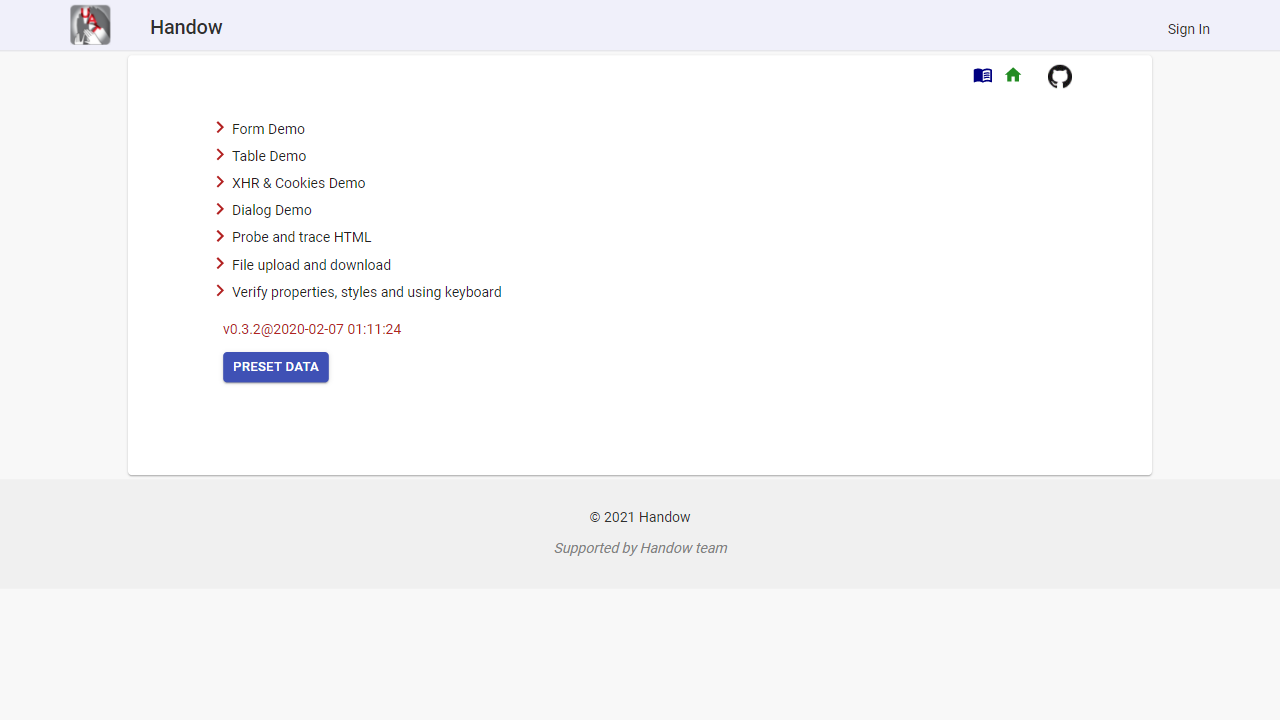 Handow
Sign In
Form Demo
Table Demo
XHR & Cookies Demo
Dialog Demo
Probe and trace HTML
File upload and download
Verify properties, styles and using keyboard
v0.3.2@2020-02-07 01:11:24
PRESET DATA
© 2021 Handow
Supported by Handow team